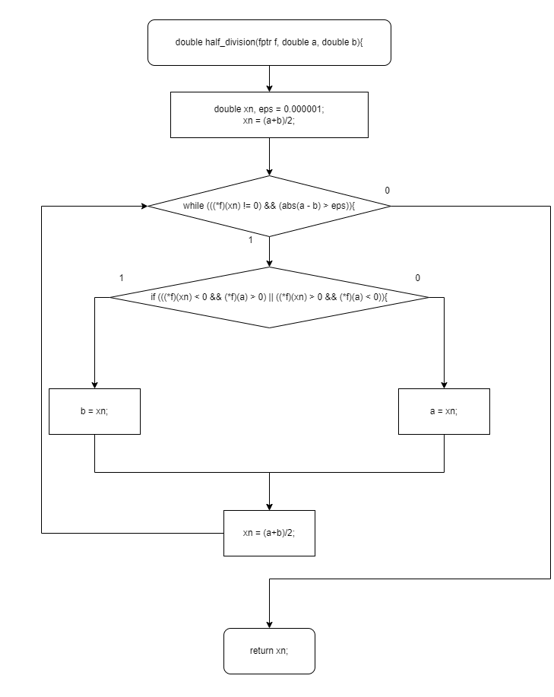 double half_division(fptr f, double a, double b){
double xn, eps = 0.000001;
xn = (a+b)/2;
0
while (((*f)(xn) != 0) && (abs(a - b) > eps)){
1
1
0
if (((*f)(xn) < 0 && (*f)(a) > 0) || ((*f)(xn) > 0 && (*f)(a) < 0)){
b = xn;
a = xn;
xn = (a+b)/2;
return xn;